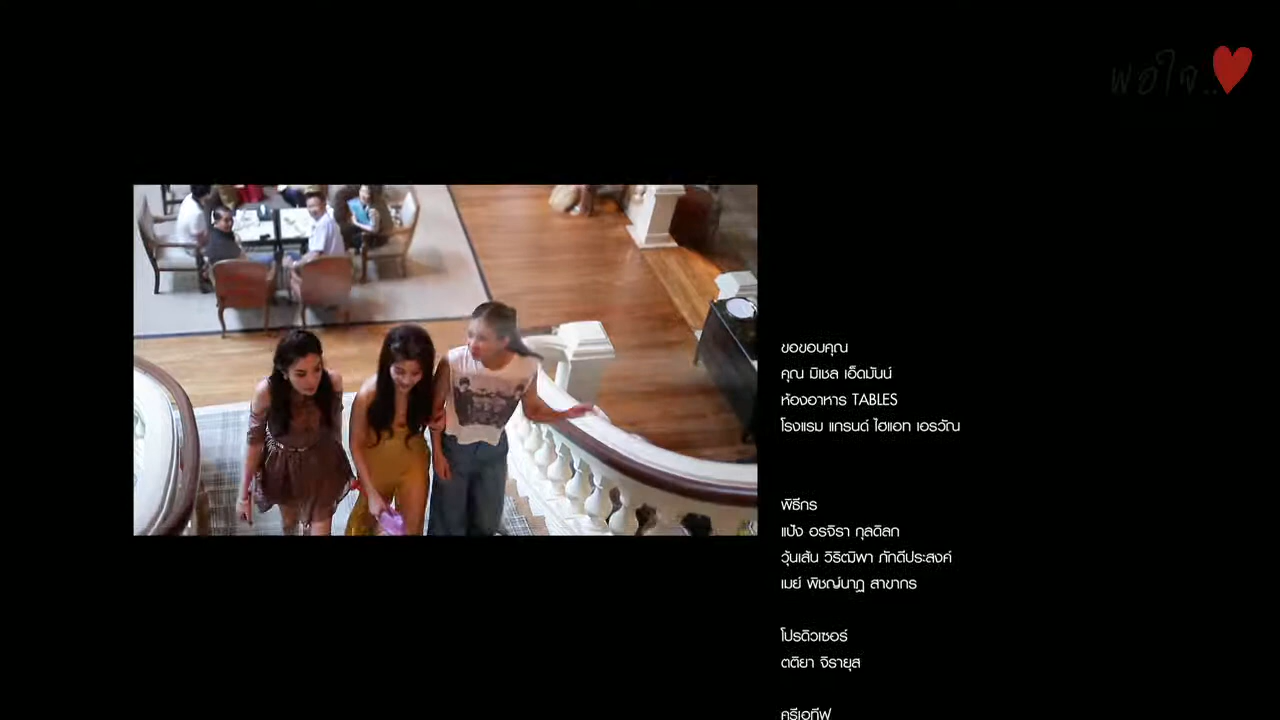 พอใจ..
ขอขอบคุณ
คุณ มิเชล เอ็ดมันน์
ห้องอาหาร TABLES
โรงแรม แกรนด์ ไฮแอท เอราวัณ
พิธีกร
แป้ง อรจิรา กุลดิลก
วุ้นเส้น วิริฒิพา ภักดีประสงค์
เมย์ พิชญ์นาฏ สาขากร
โปรดิวเซอร์
ตติยา จิรายุส
ครีเอทีฟ